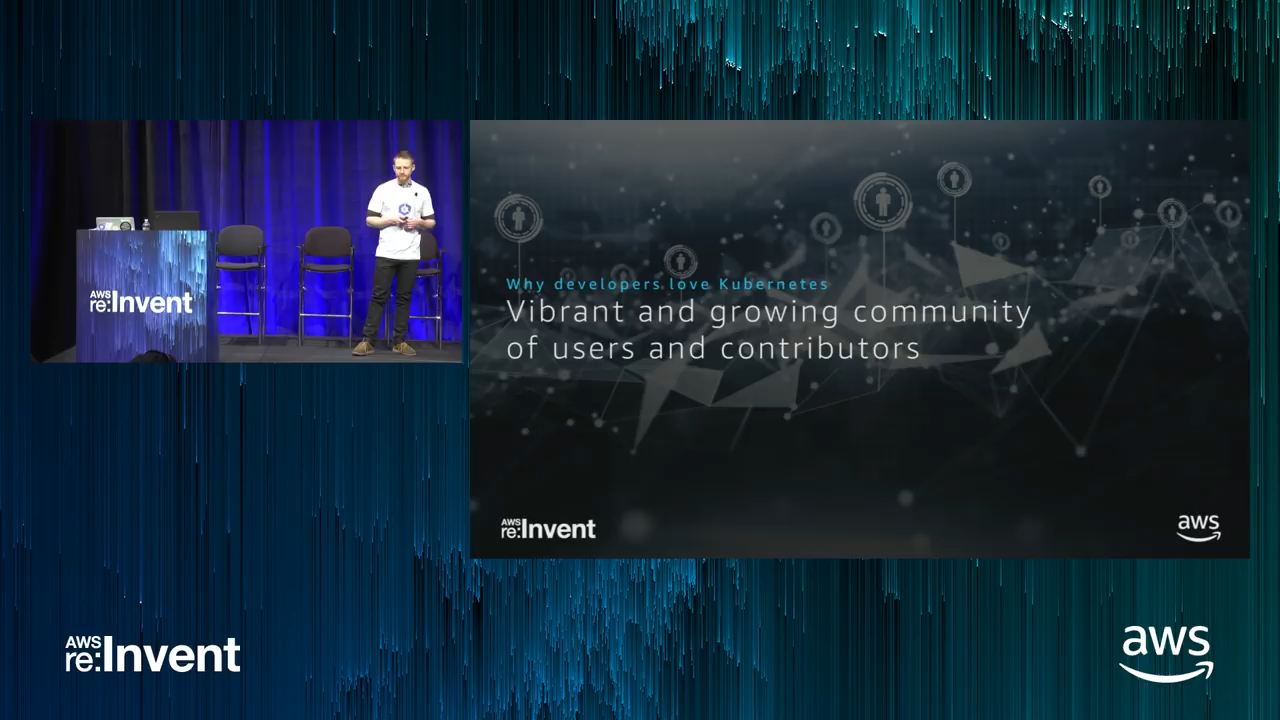 AWS
re:Invent
Why developers love Kubernetes
Vibrant and growing community
of users and contributors
AWS
re:Invent
aws
AWS
re:Invent
aws